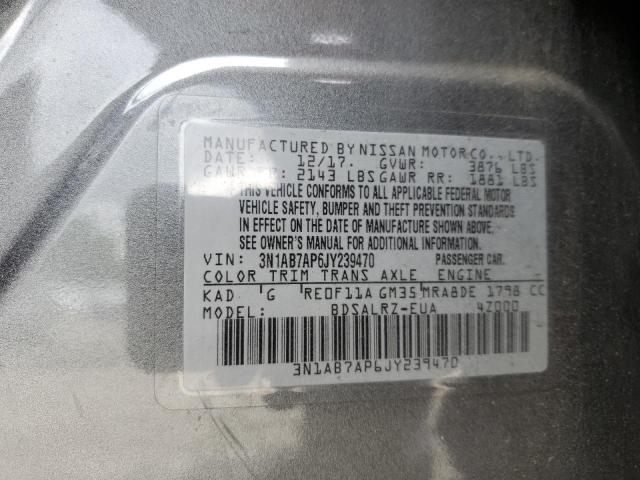 MANUFACTURED BY NISSAN MOTOR CO., LTD.
DATE: 12/17. GVWR: 3876 LBS
GAWR FR: 2143 LBS GAWR RR: 1881 LBS
THIS VEHICLE CONFORMS TO ALL APPLICABLE FEDERAL MOTOR
VEHICLE SAFETY, BUMPER AND THEFT PREVENTION STANDARDS
IN EFFECT ON THE DATE OF MANUFACTURE SHOWN ABOVE.
SEE OWNER'S MANUAL FOR ADDITIONAL INFORMATION.
VIN: 3N1AB7AP6JY239470 PASSENGER CAR.
COLOR TRIM TRANS AXLE ENGINE
KAD G RE0F11A GM35 MRA8DE 1798 CC
MODEL: BDSALRZ-EUA 4Z000
3N1AB7AP6JY239470